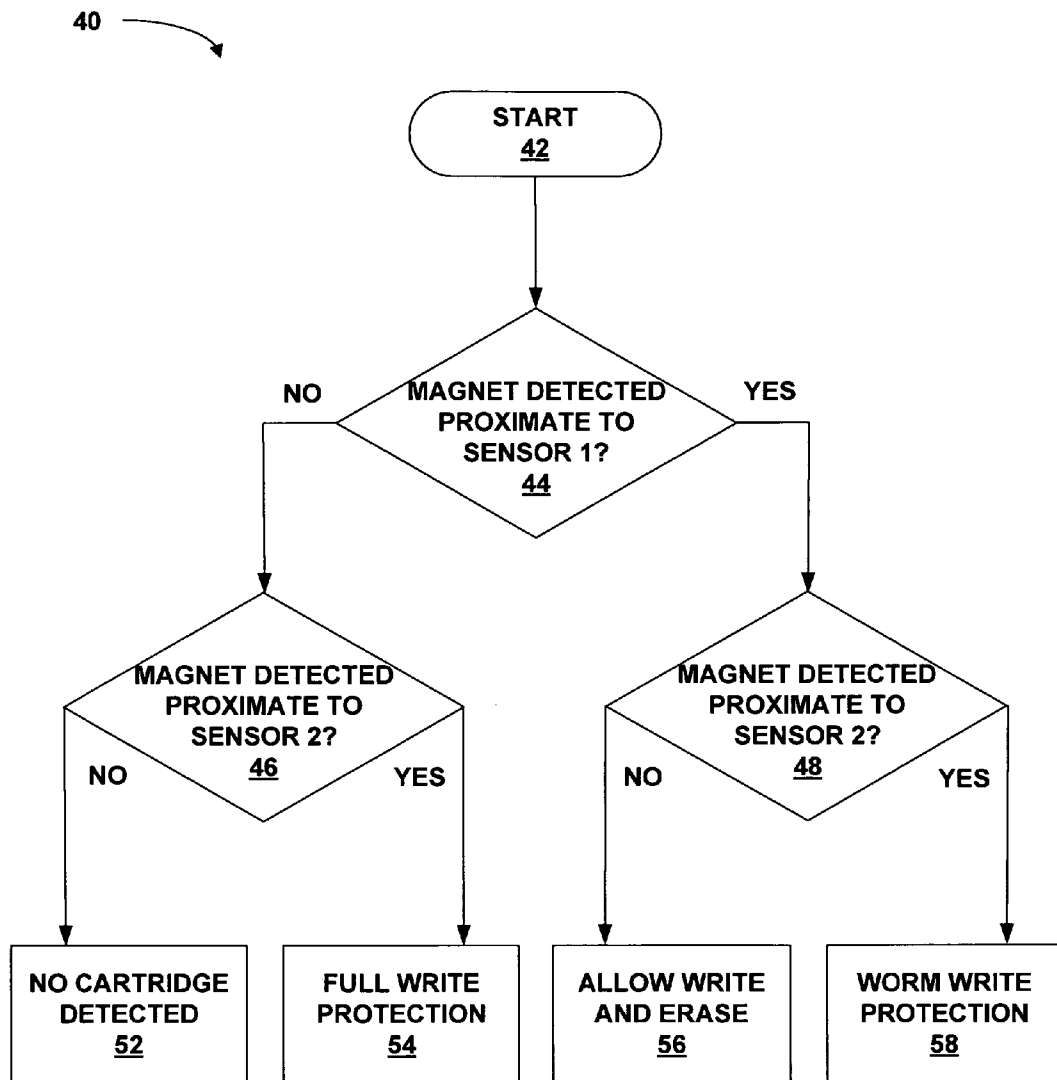 40
START
42
NO
MAGNET DETECTED
PROXIMATE TO
SENSOR 1?
44
YES
MAGNET DETECTED
PROXIMATE TO
SENSOR 2?
46
NO
YES
MAGNET DETECTED
PROXIMATE TO
SENSOR 2?
48
NO
YES
NO CARTRIDGE
DETECTED
52
FULL WRITE
PROTECTION
54
ALLOW WRITE
AND ERASE
56
WORM WRITE
PROTECTION
58